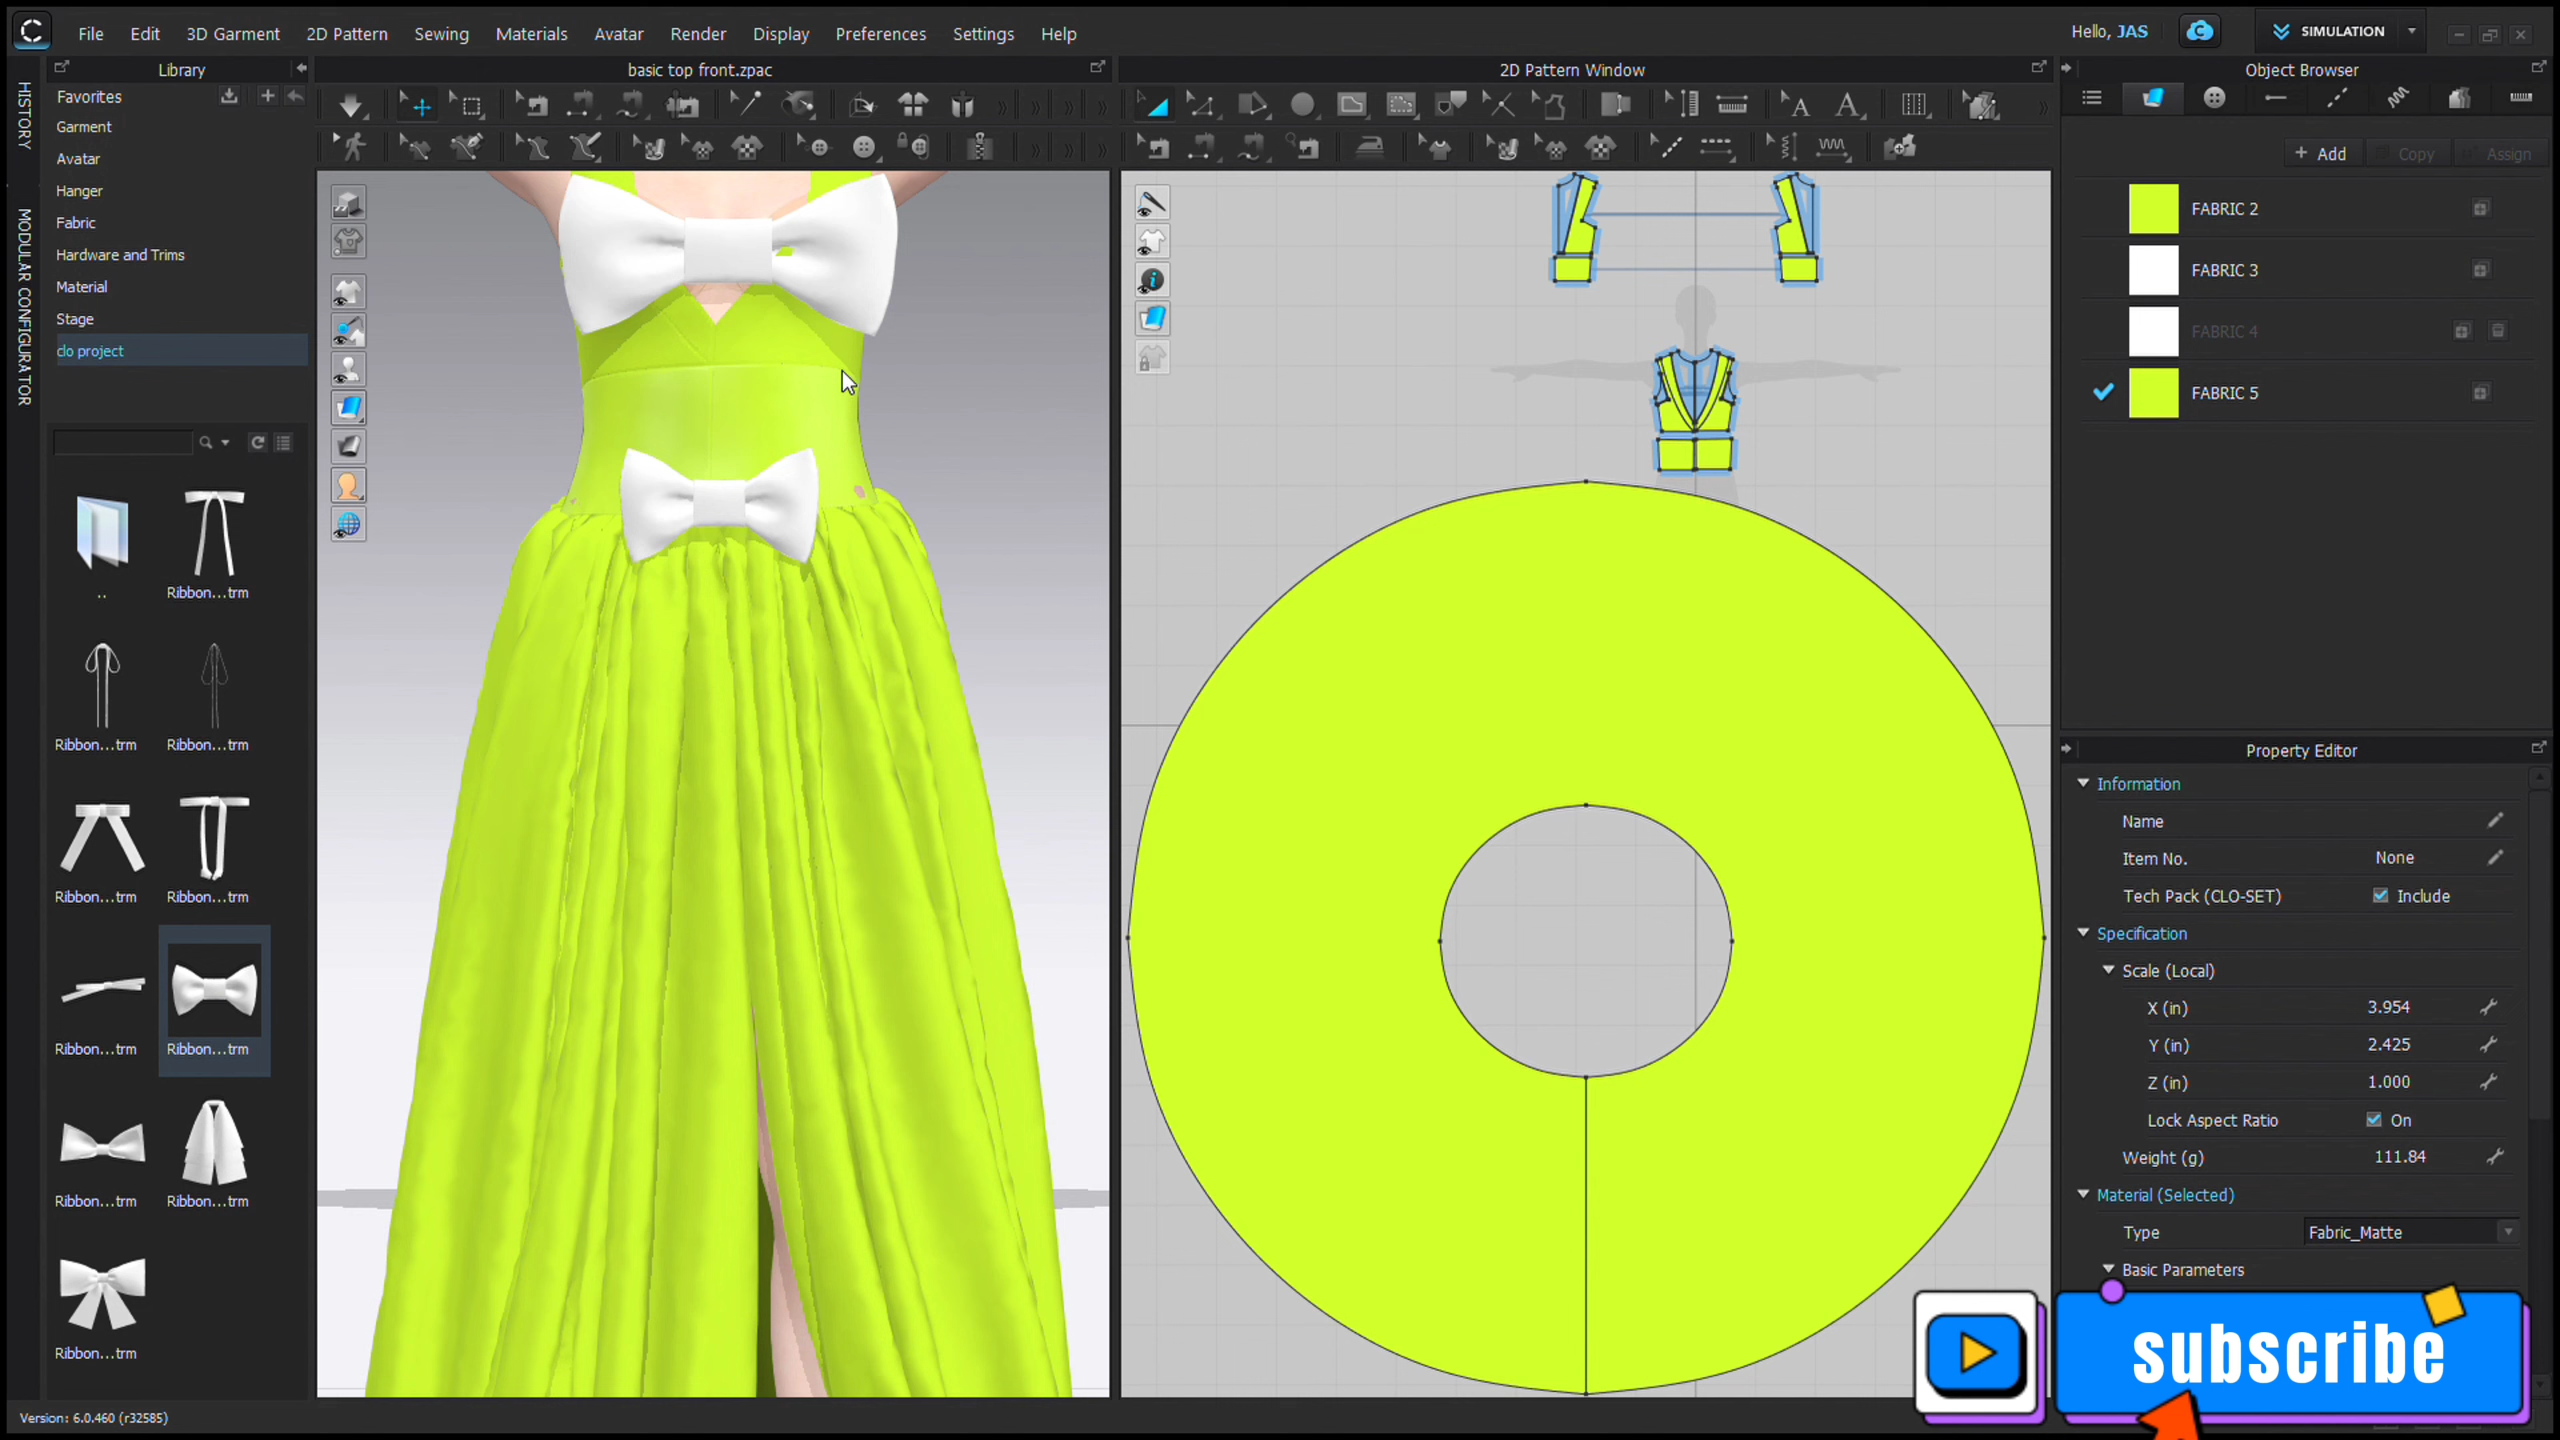 File Edit 3D Garment 2D Pattern Sewing Materials Avatar Render Display Preferences Settings Help
Hello, JAS
SIMULATION
HISTORY
MODULAR CONFIGURATOR
Library
Favorites
Garment
Avatar
Hanger
Fabric
Hardware and Trims
Material
Stage
clo project
..
Ribbon...trm
Ribbon...trm
Ribbon...trm
Ribbon...trm
Ribbon...trm
Ribbon...trm
Ribbon...trm
Ribbon...trm
Ribbon...trm
Ribbon...trm
Version: 6.0.460 (r32585)
basic top front.zpac
2D Pattern Window
Object Browser
+ Add Copy Assign
FABRIC 2
FABRIC 3
FABRIC 4
FABRIC 5
Property Editor
Information
Name
Item No. None
Tech Pack (CLO-SET) Include
Specification
Scale (Local)
X (in) 3.954
Y (in) 2.425
Z (in) 1.000
Lock Aspect Ratio On
Weight (g) 111.84
Material (Selected)
Type Fabric_Matte
Basic Parameters
subscribe